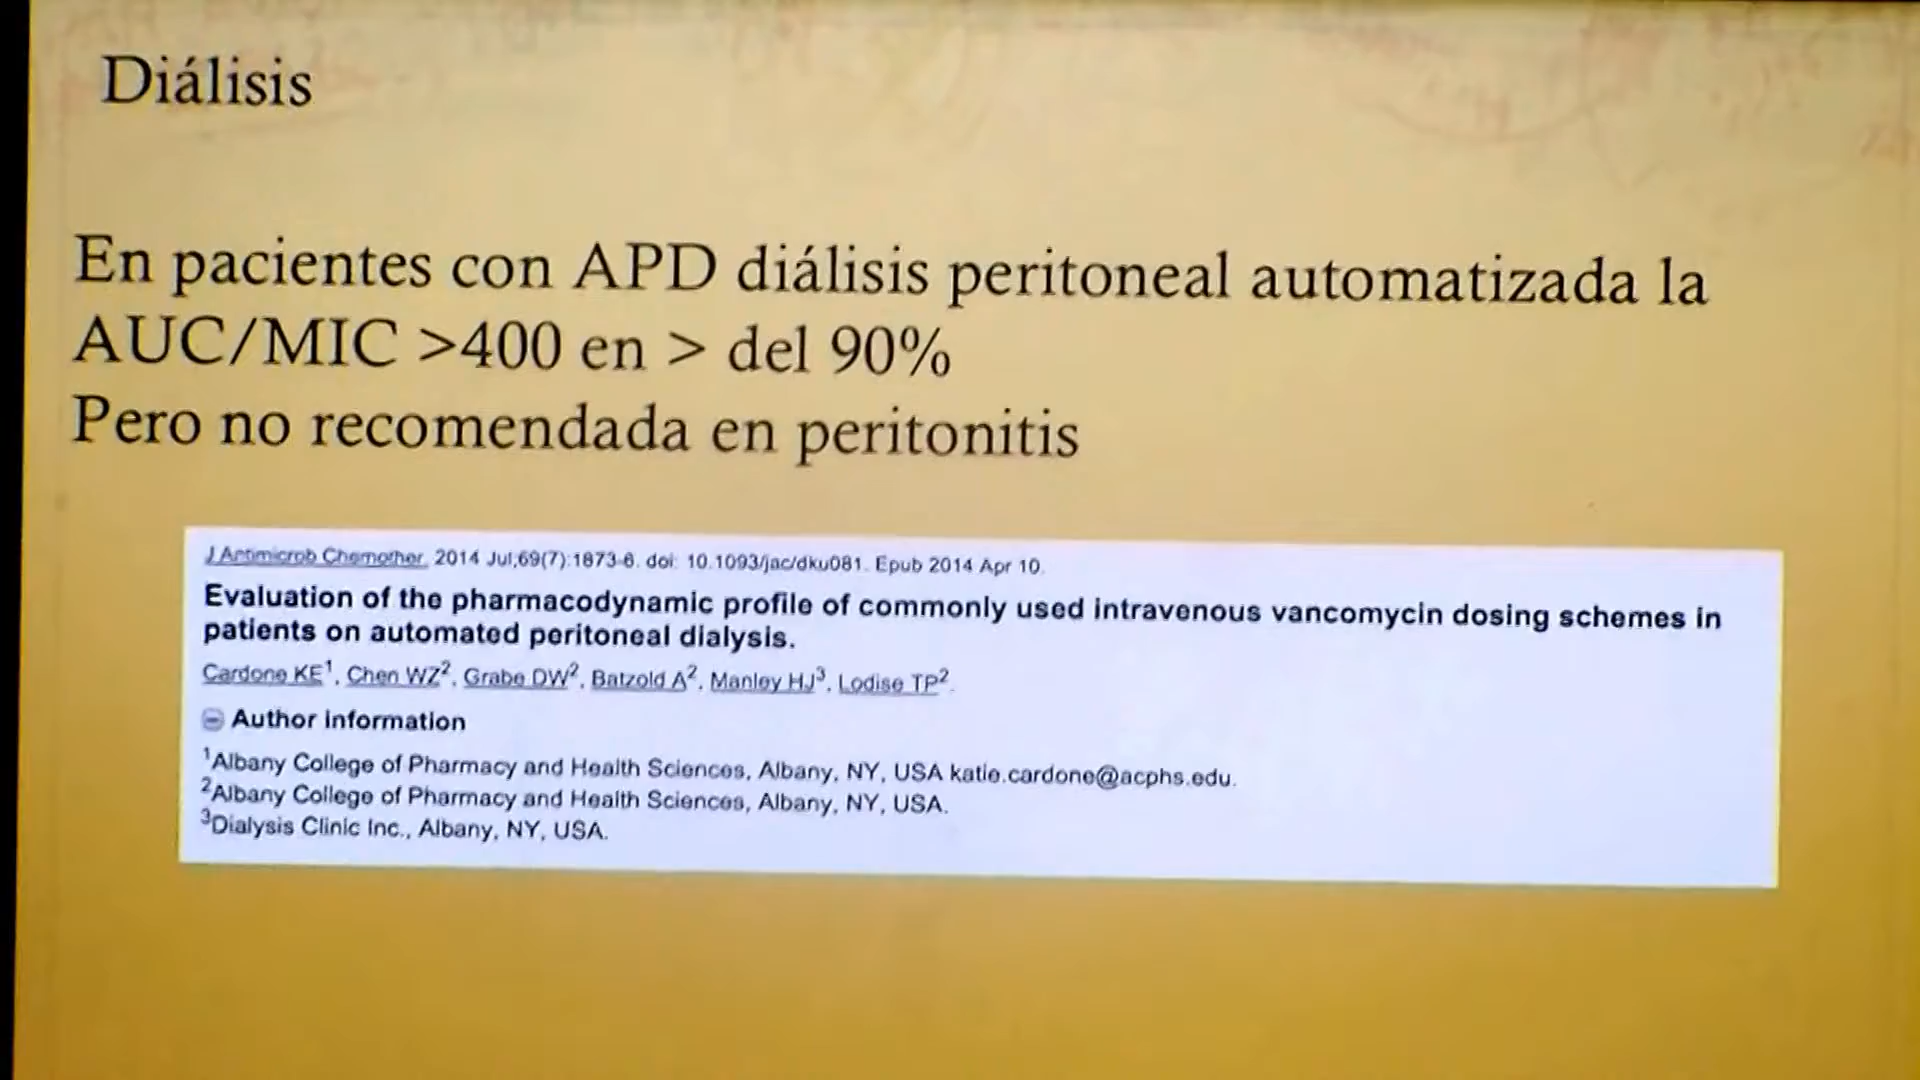 Diálisis
En pacientes con APD diálisis peritoneal automatizada la
AUC/MIC >400 en > del 90%
Pero no recomendada en peritonitis
J Antimicrob Chemother. 2014 Jul;69(7):1873-6. doi: 10.1093/jac/dku081. Epub 2014 Apr 10.
Evaluation of the pharmacodynamic profile of commonly used intravenous vancomycin dosing schemes in
patients on automated peritoneal dialysis.
Cardone KE1, Chen WZ2, Grabe DW2, Batzold A2, Manley HJ3, Lodise TP2.
Author information
1Albany College of Pharmacy and Health Sciences, Albany, NY, USA katie.cardone@acphs.edu.
2Albany College of Pharmacy and Health Sciences, Albany, NY, USA.
3Dialysis Clinic Inc., Albany, NY, USA.